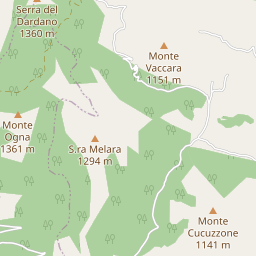 Serra del
Dardano
1360 m
Monte
Vaccara
1151 m
Monte
Ogna
1361 m
S.ra Melara
1294 m
Monte
Cucuzzone
1141 m